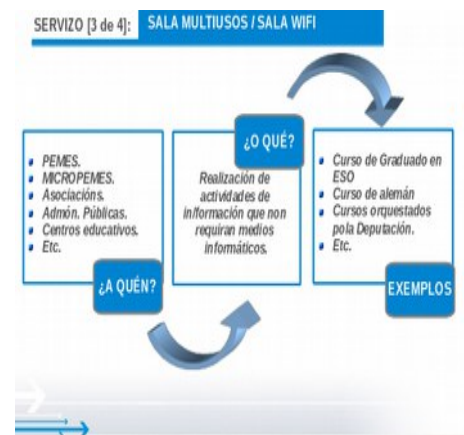 SERVIZO [3 de 4]: SALA MULTIUSOS / SALA WIFI
PEMES.
MICROPEMES.
Asociacións.
Admón. Públicas.
Centros educativos.
Etc.
¿A QUÉN?
¿O QUÉ?
Realización de
actividades de
in/formación que non
requiran medios
informáticos.
Curso de Graduado en
ESO
Curso de alemán
Cursos orquestados
pola Deputación.
Etc.
EXEMPLOS